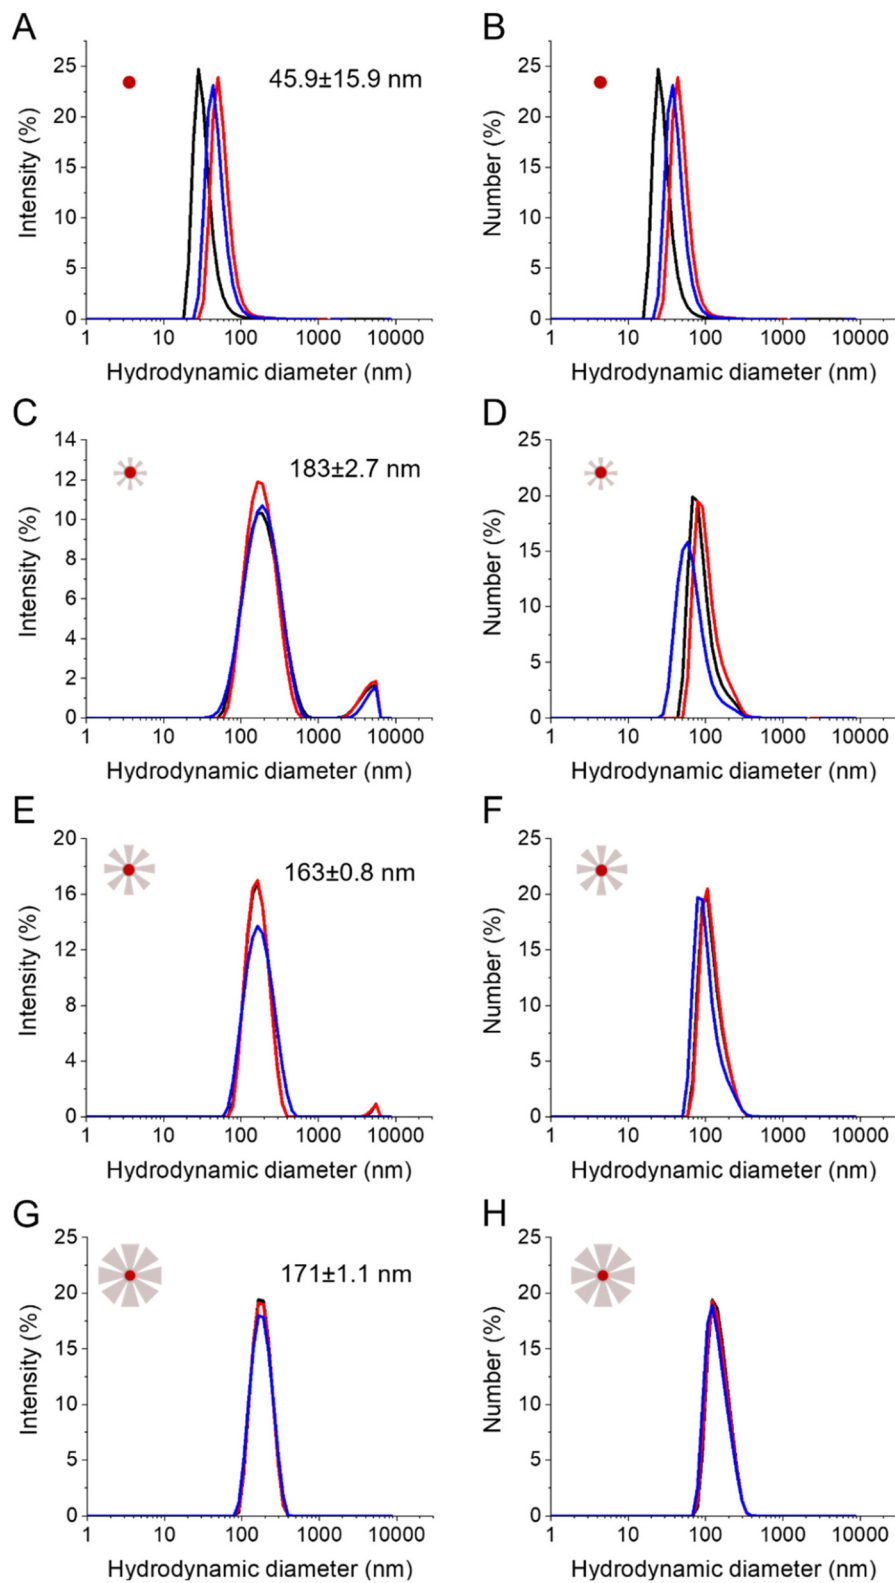 A
B
25
20
15
10
5
0
Intensity (%)
45.9±15.9 nm
1 10 100 1000 10000
Hydrodynamic diameter (nm)
25
20
15
10
5
0
Number (%)
1 10 100 1000 10000
Hydrodynamic diameter (nm)
C
D
14
12
10
8
6
4
2
0
Intensity (%)
183±2.7 nm
1 10 100 1000 10000
Hydrodynamic diameter (nm)
25
20
15
10
5
0
Number (%)
1 10 100 1000 10000
Hydrodynamic diameter (nm)
E
F
20
16
12
8
4
0
Intensity (%)
163±0.8 nm
1 10 100 1000 10000
Hydrodynamic diameter (nm)
25
20
15
10
5
0
Number (%)
1 10 100 1000 10000
Hydrodynamic diameter (nm)
G
H
25
20
15
10
5
0
Intensity (%)
171±1.1 nm
1 10 100 1000 10000
Hydrodynamic diameter (nm)
25
20
15
10
5
0
Number (%)
1 10 100 1000 10000
Hydrodynamic diameter (nm)